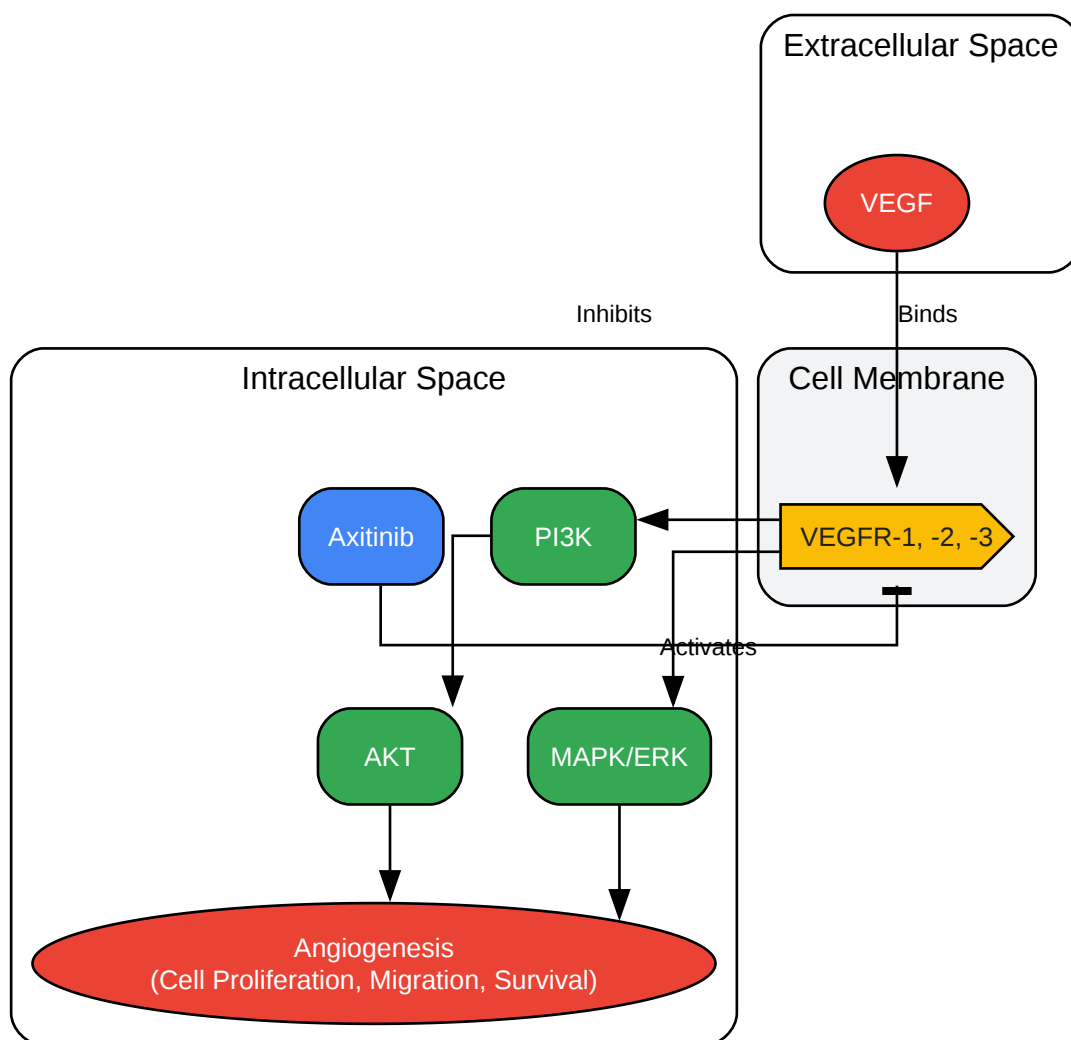 Extracellular Space
VEGF
Inhibits
Binds
Intracellular Space
Cell Membrane
Axitinib
PI3K
VEGFR-1, -2, -3
Activates
AKT
MAPK/ERK
Angiogenesis
(Cell Proliferation, Migration, Survival)